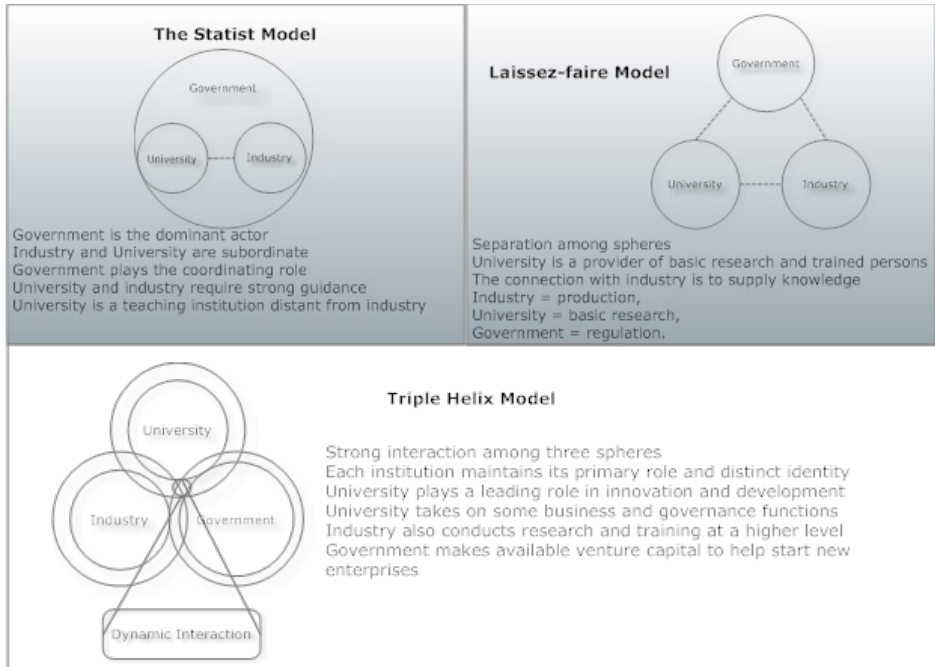 The Statist Model
Government
University
Industry
Government is the dominant actor
Industry and University are subordinate
Government plays the coordinating role
University and industry require strong guidance
University is a teaching institution distant from industry
Laissez-faire Model
Government
University
Industry
Separation among spheres
University is a provider of basic research and trained persons
The connection with industry is to supply knowledge
Industry = production,
University = basic research,
Government = regulation.
Triple Helix Model
University
Industry
Government
Dynamic Interaction
Strong interaction among three spheres
Each institution maintains its primary role and distinct identity
University plays a leading role in innovation and development
University takes on some business and governance functions
Industry also conducts research and training at a higher level
Government makes available venture capital to help start new
enterprises